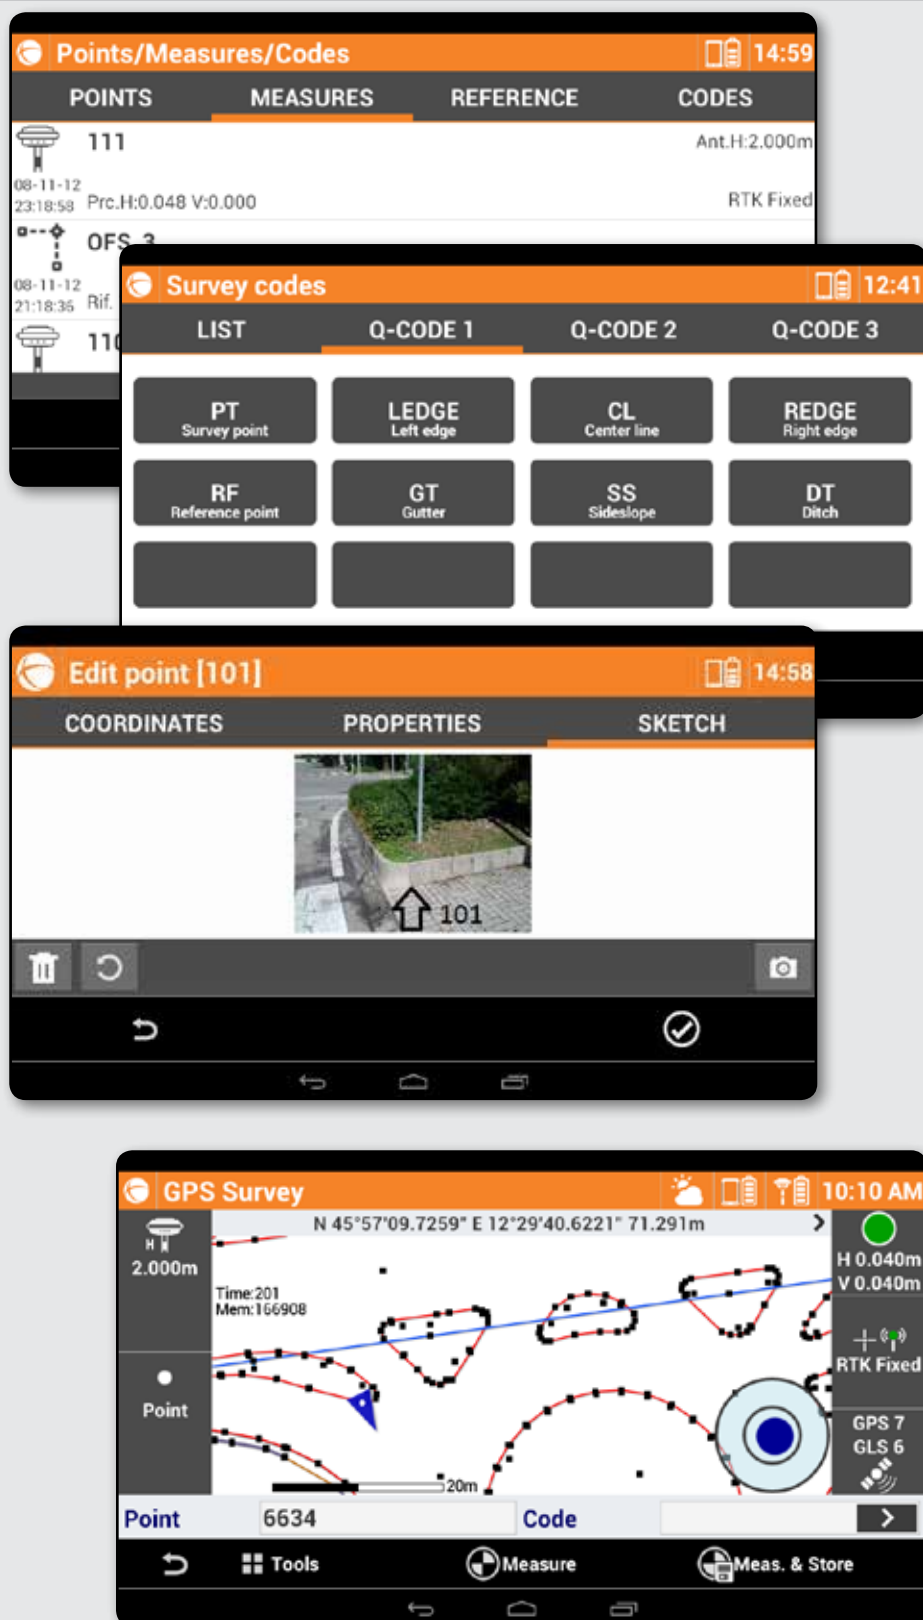 Points/Measures/Codes 14:59
POINTS MEASURES REFERENCE CODES
111 Ant.H:2.000m
08-11-12
23:18:58 Prc.H:0.048 V:0.000 RTK Fixed
OFS_3
08-11-12
21:18:36 Rif.
110
Survey codes 12:41
LIST Q-CODE 1 Q-CODE 2 Q-CODE 3
PT LEDGE CL REDGE
Survey point Left edge Center line Right edge
RF GT SS DT
Reference point Gutter Sideslope Ditch
Edit point [101] 14:58
COORDINATES PROPERTIES SKETCH
101
GPS Survey 10:10 AM
N 45°57'09.7259" E 12°29'40.6221" 71.291m
H
2.000m
H 0.040m
V 0.040m
Time:201
Mem:166908
RTK Fixed
Point
GPS 7
GLS 6
20m
Point 6634 Code
Tools Measure Meas. & Store